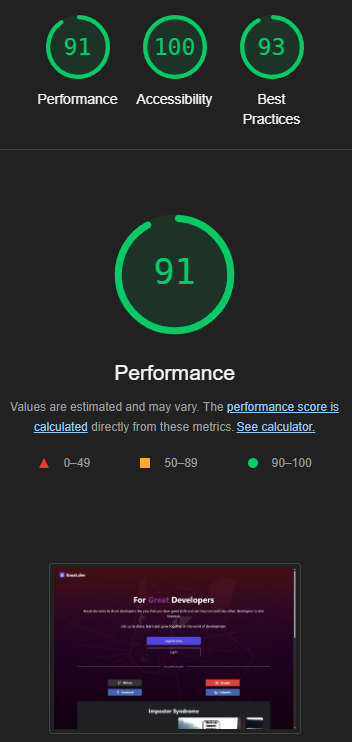 91
100
93
Performance
Accessibility
Best
Practices
91
Performance
Values are estimated and may vary. The performance score is
calculated directly from these metrics. See calculator.
0–49
50–89
90–100
For Great Developers
Imposter Syndrome